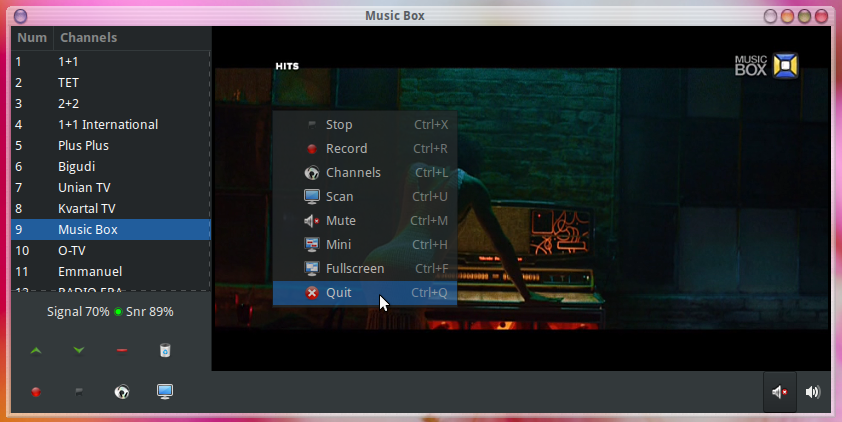 Music Box
Num Channels
1 1+1
2 TET
3 2+2
4 1+1 International
5 Plus Plus
6 Bigudi
7 Unian TV
8 Kvartal TV
9 Music Box
10 O-TV
11 Emmanuel
12 RADIO ERA
Signal 70% Snr 89%
HITS
MUSIC
BOX
Stop Ctrl+X
Record Ctrl+R
Channels Ctrl+L
Scan Ctrl+U
Mute Ctrl+M
Mini Ctrl+H
Fullscreen Ctrl+F
Quit Ctrl+Q